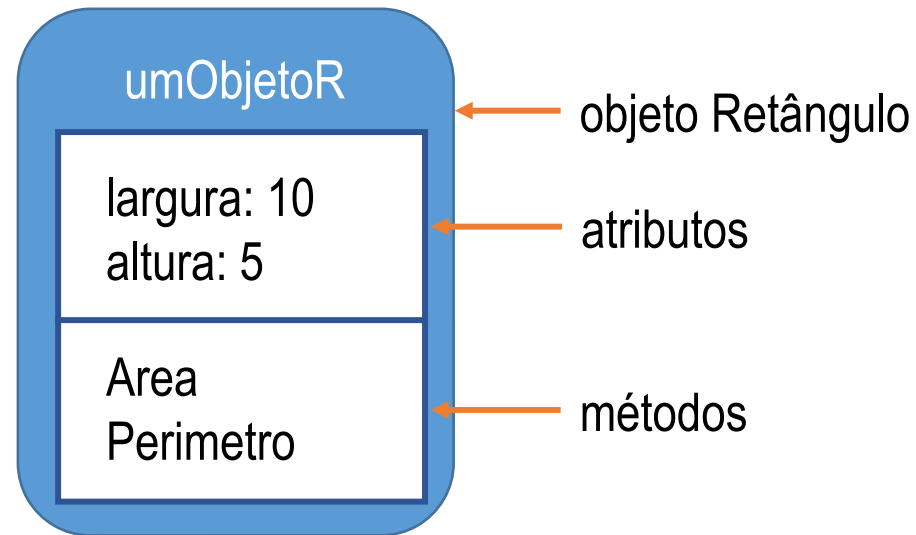 umObjetoR
objeto Retângulo
largura: 10
altura: 5
atributos
Area
Perimetro
métodos